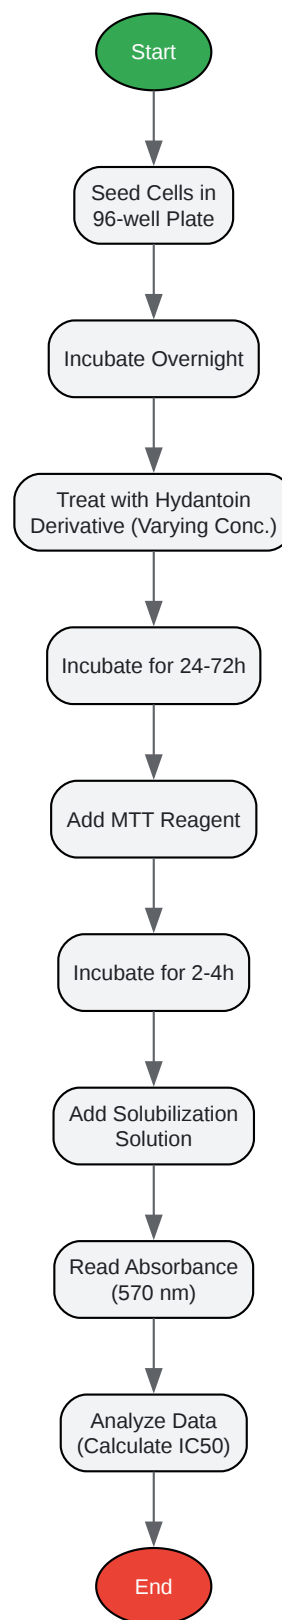 Start
Seed Cells in
96-well Plate
Incubate Overnight
Treat with Hydantoin
Derivative (Varying Conc.)
Incubate for 24-72h
Add MTT Reagent
Incubate for 2-4h
Add Solubilization
Solution
Read Absorbance
(570 nm)
Analyze Data
(Calculate IC50)
End